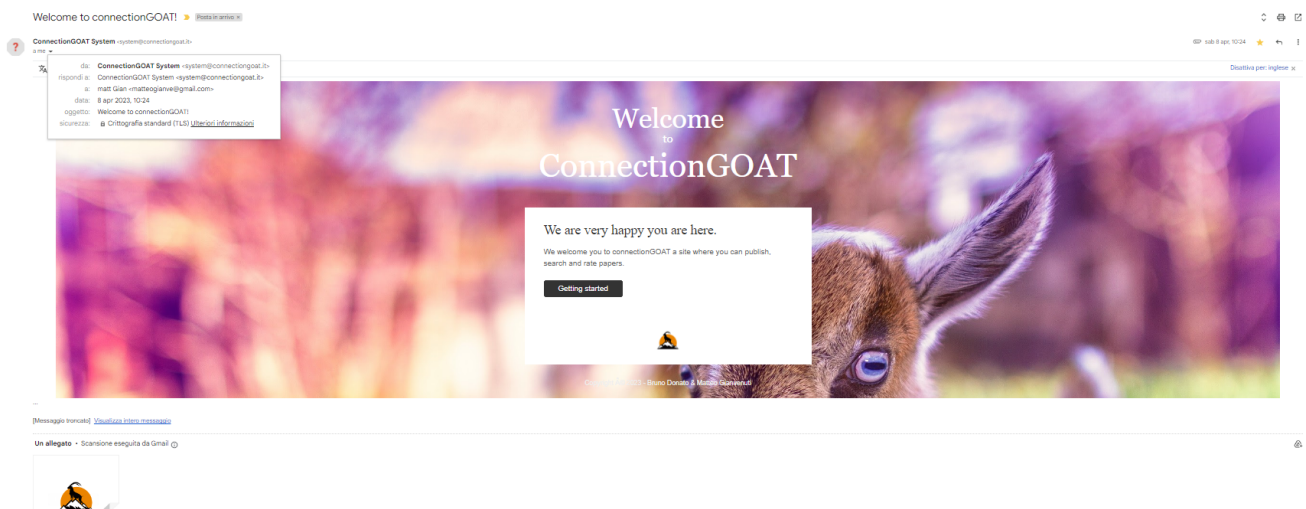 Welcome to connectionGOAT!
Posta in arrivo ×
ConnectionGOAT System <system@connectiongoat.it>
sab 8 apr, 10:24
a me
Disattiva per: inglese ×
da: ConnectionGOAT System <system@connectiongoat.it>
rispondi a: ConnectionGOAT System <system@connectiongoat.it>
a: matt Gian <matteogianve@gmail.com>
data: 8 apr 2023, 10:24
oggetto: Welcome to connectionGOAT!
sicurezza: Crittografia standard (TLS) Ulteriori informazioni
Welcome
to
ConnectionGOAT
We are very happy you are here.
We welcome you to connectionGOAT a site where you can publish,
search and rate papers.
Getting started
- Bruno Donato & Matteo Gianvenuti
...
[Messaggio troncato] Visualizza intero messaggio
Un allegato • Scansione eseguita da Gmail